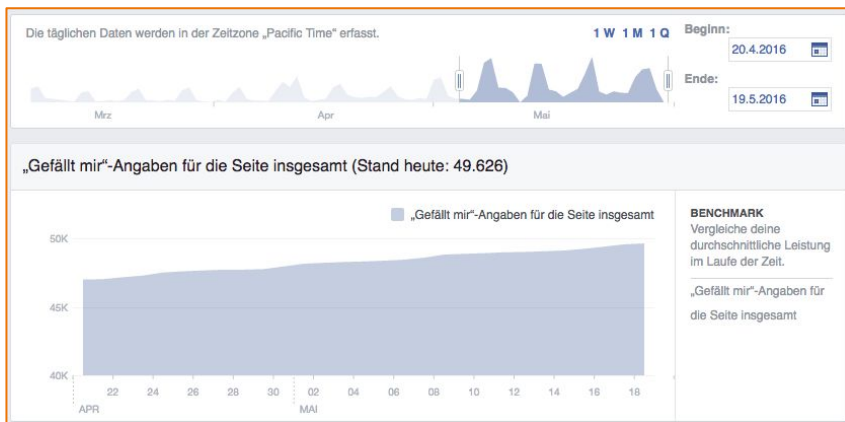 Die täglichen Daten werden in der Zeitzone „Pacific Time“ erfasst.
1 W 1 M 1 Q
Beginn:
20.4.2016
Ende:
19.5.2016
Mrz
Apr
Mai
„Gefällt mir“-Angaben für die Seite insgesamt (Stand heute: 49.626)
„Gefällt mir“-Angaben für die Seite insgesamt
50K
45K
40K
22 24 26 28 30 02 04 06 08 10 12 14 16 18
APR MAI
BENCHMARK
Vergleiche deine
durchschnittliche Leistung
im Laufe der Zeit.
„Gefällt mir“-Angaben für
die Seite insgesamt